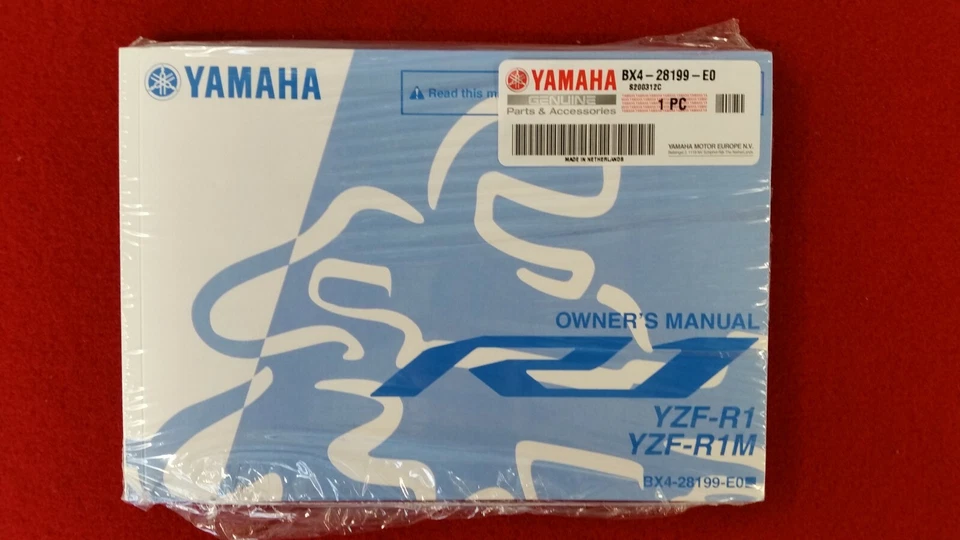 YAMAHA
Read this m
YAMAHA BX4-28199-E0
8200312C
GENUINE
1 PC
Parts & Accessories
YAMAHA MOTOR EUROPE N.V.
MADE IN NETHERLANDS
OWNER'S MANUAL
R1
YZF-R1
YZF-R1M
BX4-28199-E0